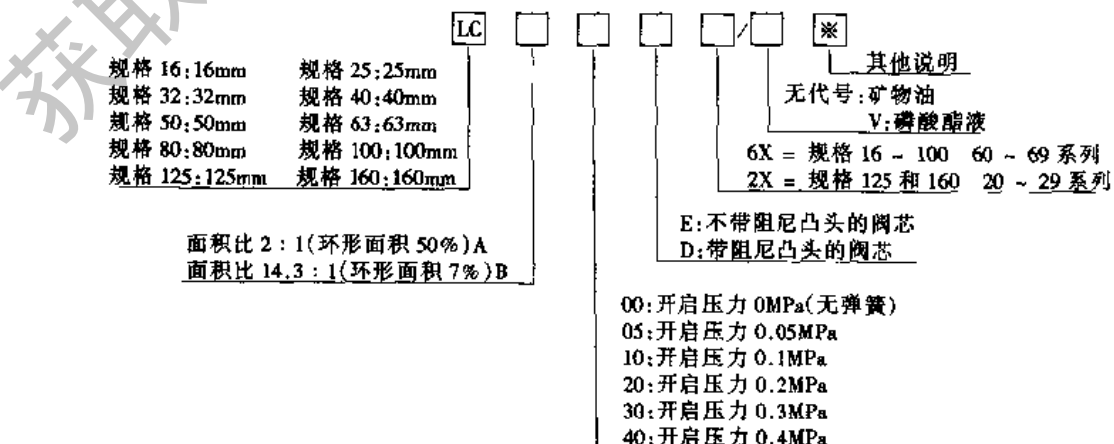 获取
LC □ □ □ □/□ ※
其他说明
规格 16:16mm 规格 25:25mm
无代号:矿物油
规格 32:32mm 规格 40:40mm
V:磷酸酯液
规格 50:50mm 规格 63:63mm
规格 80:80mm 规格 100:100mm
6X = 规格 16 ~ 100 60 ~ 69 系列
规格 125:125mm 规格 160:160mm
2X = 规格 125 和 160 20 ~ 29 系列
E:不带阻尼凸头的阀芯
D:带阻尼凸头的阀芯
面积比 2:1(环形面积 50%)A
面积比 14.3:1(环形面积 7%)B
00:开启压力 0MPa(无弹簧)
05:开启压力 0.05MPa
10:开启压力 0.1MPa
20:开启压力 0.2MPa
30:开启压力 0.3MPa
40:开启压力 0.4MPa